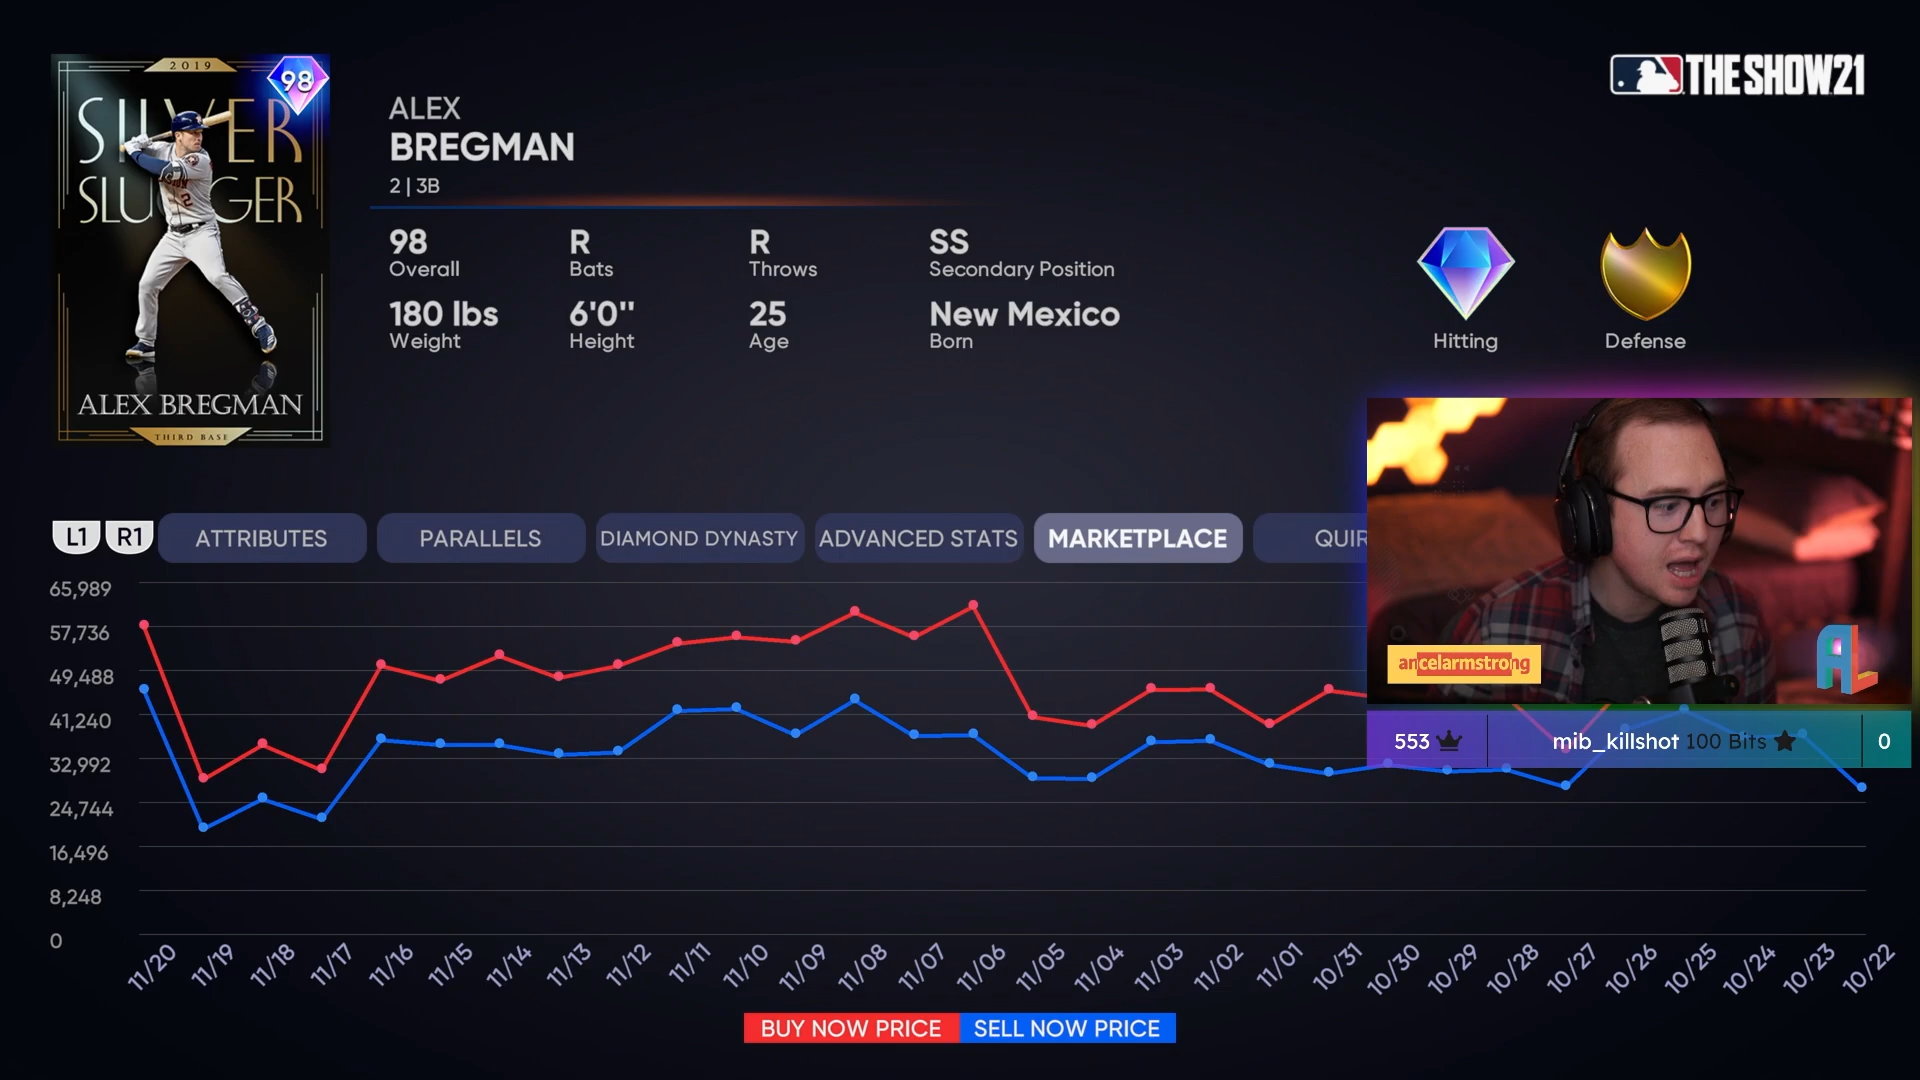 2019
98
SILVER
SLUGGER
ALEX BREGMAN
THIRD BASE
ALEX
BREGMAN
2 | 3B
98
Overall
R
Bats
R
Throws
SS
Secondary Position
180 lbs
Weight
6'0"
Height
25
Age
New Mexico
Born
THE SHOW 21
Hitting
Defense
L1 R1 ATTRIBUTES PARALLELS DIAMOND DYNASTY ADVANCED STATS MARKETPLACE QUIR
65,989
57,736
49,488
41,240
32,992
24,744
16,496
8,248
0
11/20 11/19 11/18 11/17 11/16 11/15 11/14 11/13 11/12 11/11 11/10 11/09 11/08 11/07 11/06 11/05 11/04 11/03 11/02 11/01 10/31 10/30 10/29 10/28 10/27 10/26 10/25 10/24 10/23 10/22
BUY NOW PRICE SELL NOW PRICE
ancelarmstrong
AL
553 mib_killshot 100 Bits 0